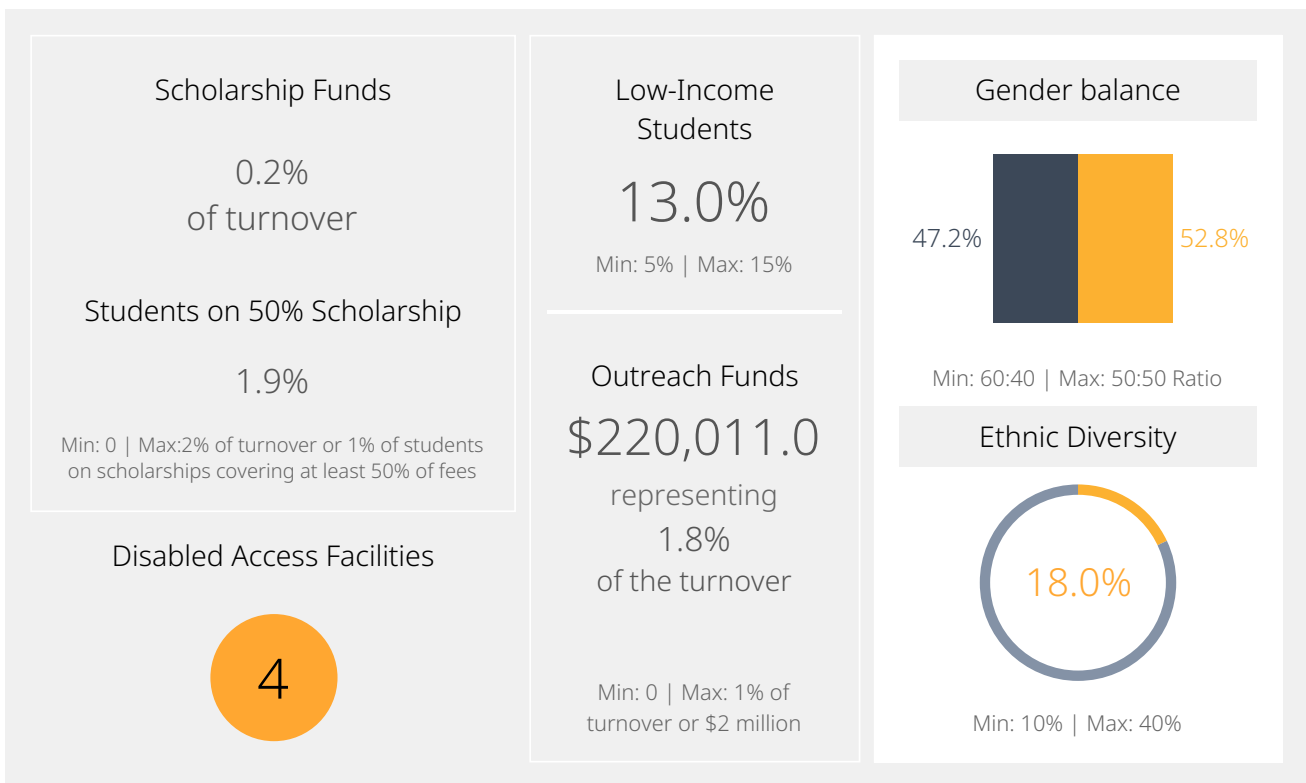 Scholarship Funds
0.2%
of turnover
Students on 50% Scholarship
1.9%
Min: 0 | Max:2% of turnover or 1% of students
on scholarships covering at least 50% of fees
Disabled Access Facilities
4
Low-Income
Students
13.0%
Min: 5% | Max: 15%
Outreach Funds
$220,011.0
representing
1.8%
of the turnover
Min: 0 | Max: 1% of
turnover or $2 million
Gender balance
47.2%
52.8%
Min: 60:40 | Max: 50:50 Ratio
Ethnic Diversity
18.0%
Min: 10% | Max: 40%